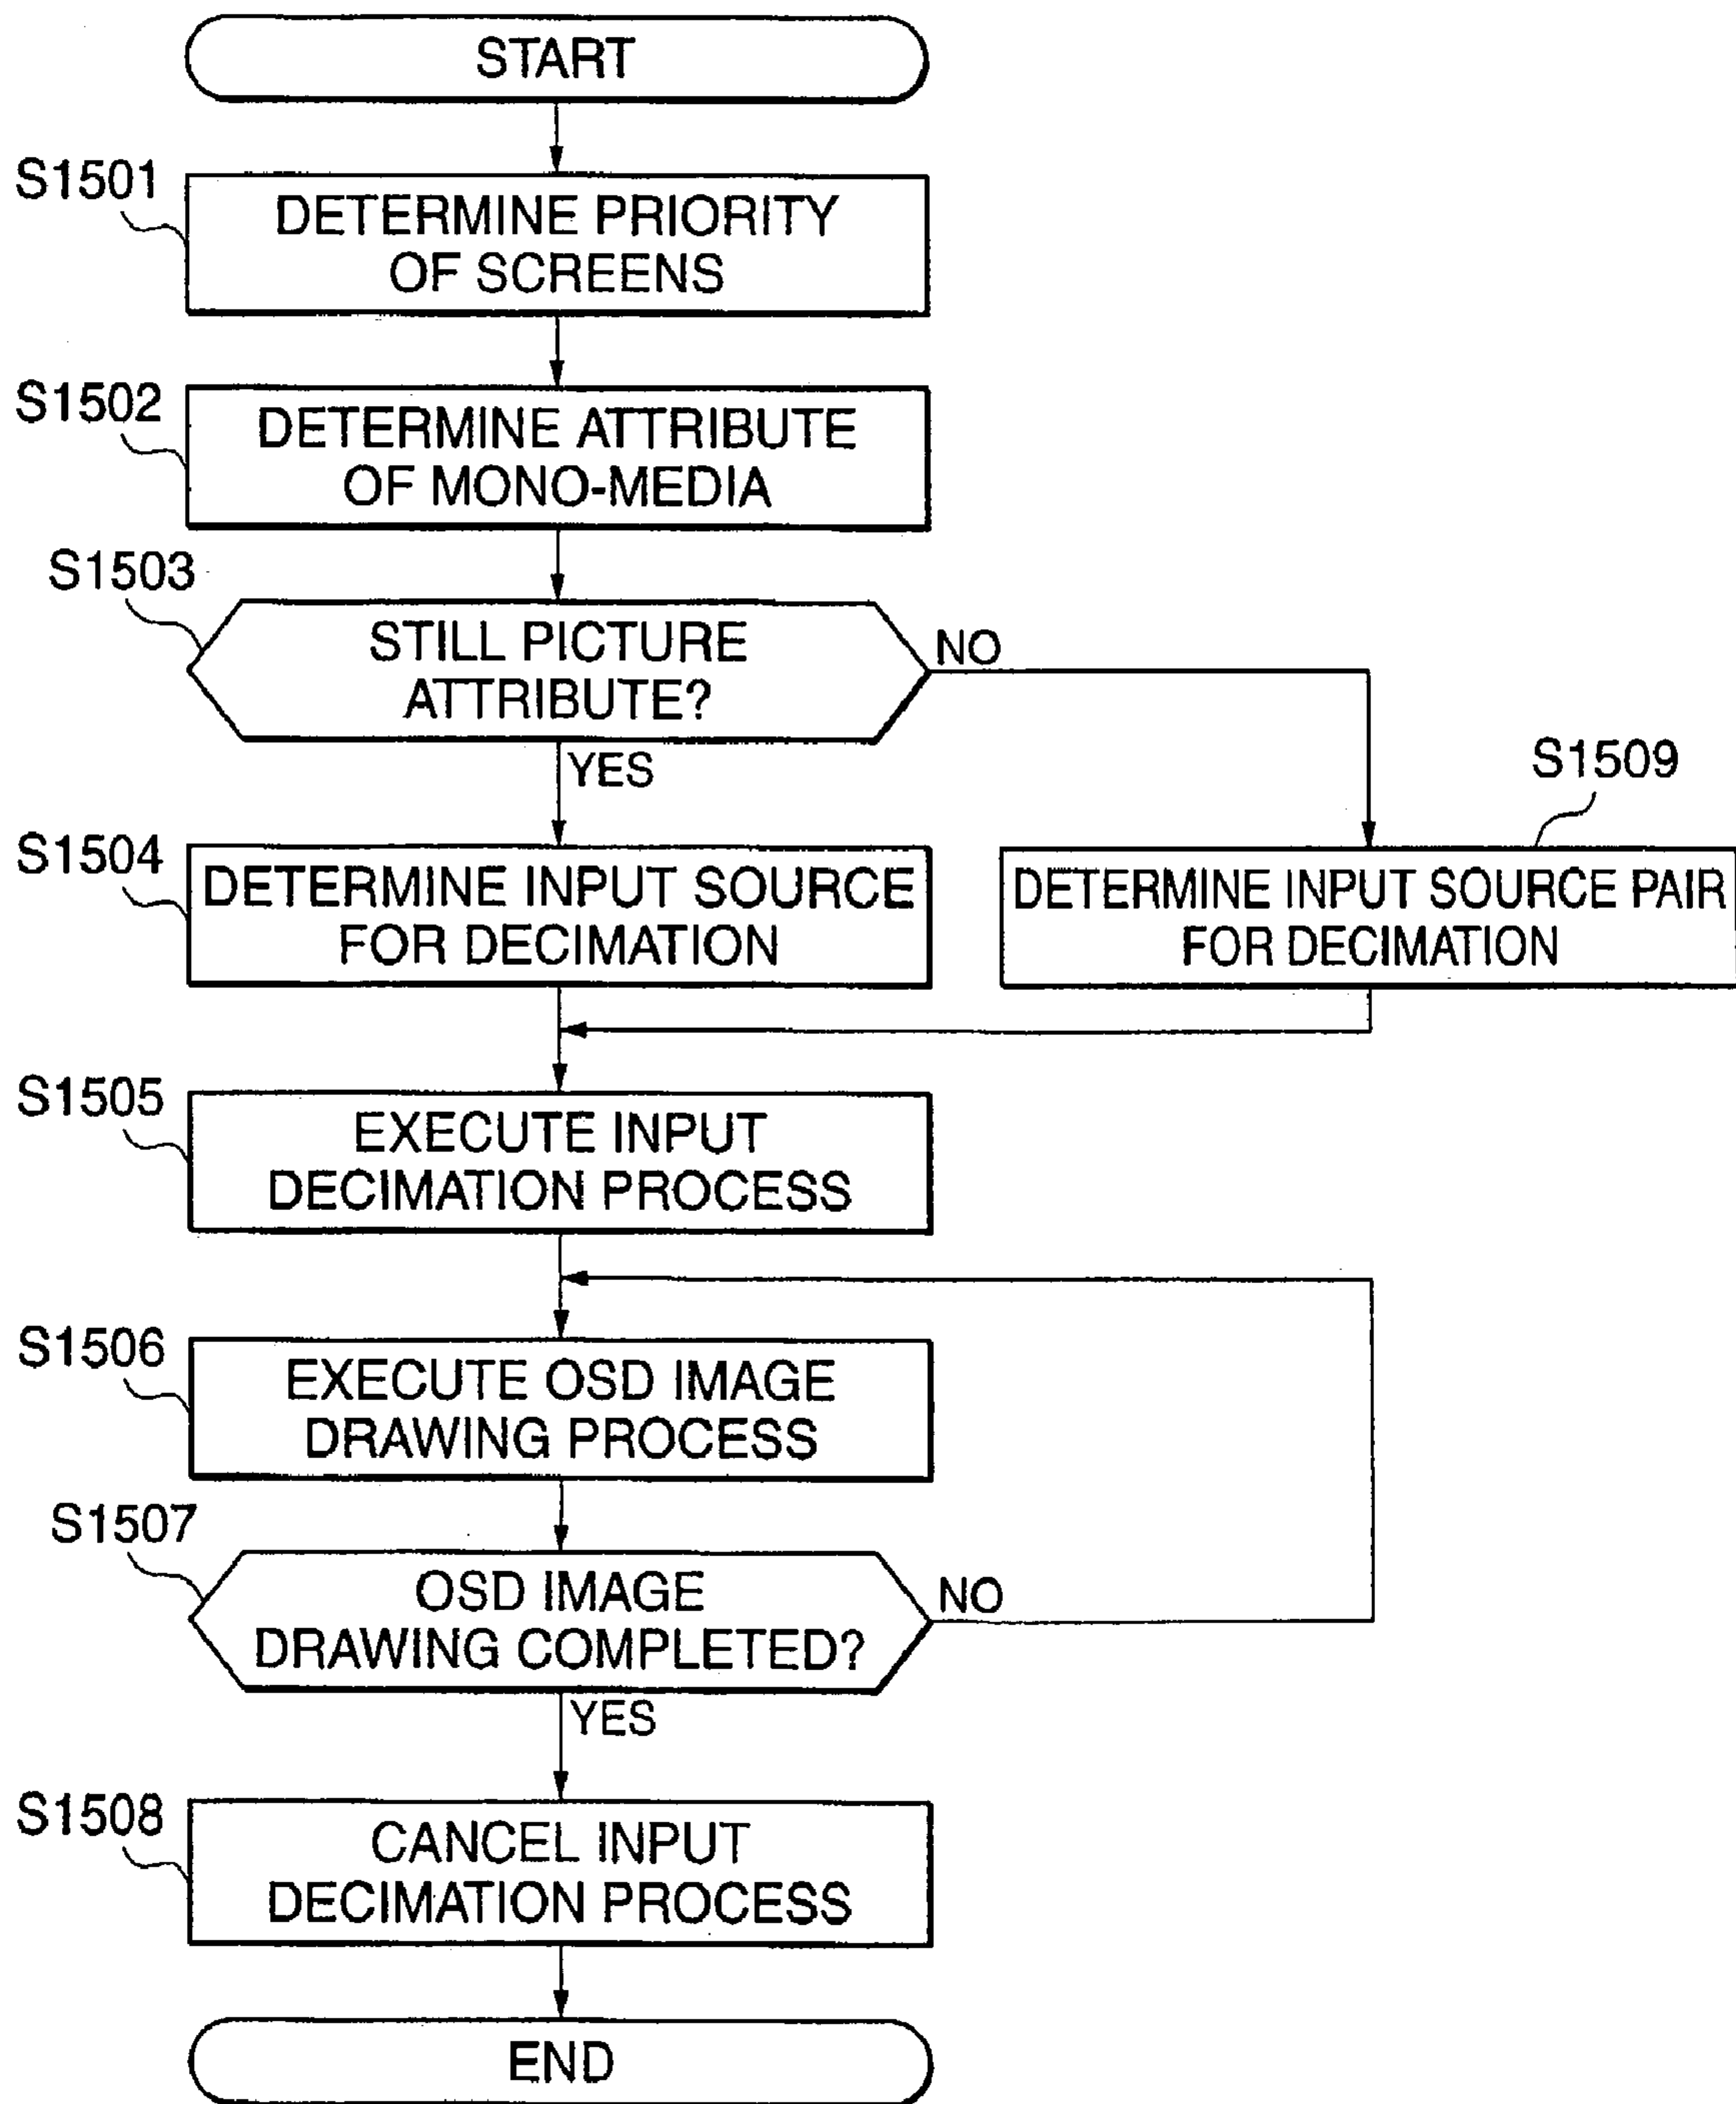 START
S1501
DETERMINE PRIORITY
OF SCREENS
S1502
DETERMINE ATTRIBUTE
OF MONO-MEDIA
S1503
STILL PICTURE
ATTRIBUTE?
NO
YES
S1504
DETERMINE INPUT SOURCE
FOR DECIMATION
S1509
DETERMINE INPUT SOURCE PAIR
FOR DECIMATION
S1505
EXECUTE INPUT
DECIMATION PROCESS
S1506
EXECUTE OSD IMAGE
DRAWING PROCESS
S1507
OSD IMAGE
DRAWING COMPLETED?
NO
YES
S1508
CANCEL INPUT
DECIMATION PROCESS
END